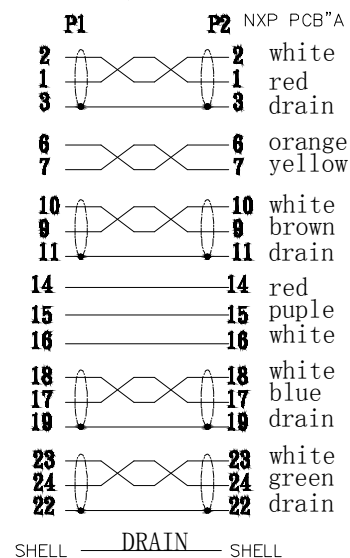 P1 P2 NXP PCB"A
2 2 white
1 1 red
3 3 drain
6 6 orange
7 7 yellow
10 10 white
9 9 brown
11 11 drain
14 14 red
15 15 puple
16 16 white
18 18 white
17 17 blue
19 19 drain
23 23 white
24 24 green
22 22 drain
SHELL DRAIN SHELL